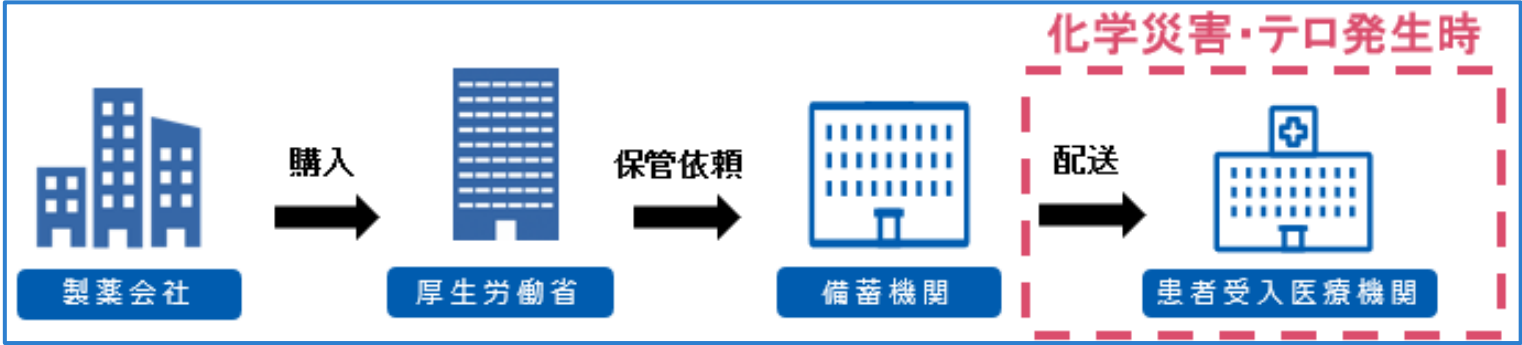 化学災害・テロ発生時
購入
保管依頼
配送
製薬会社
厚生労働省
備蓄機関
患者受入医療機関